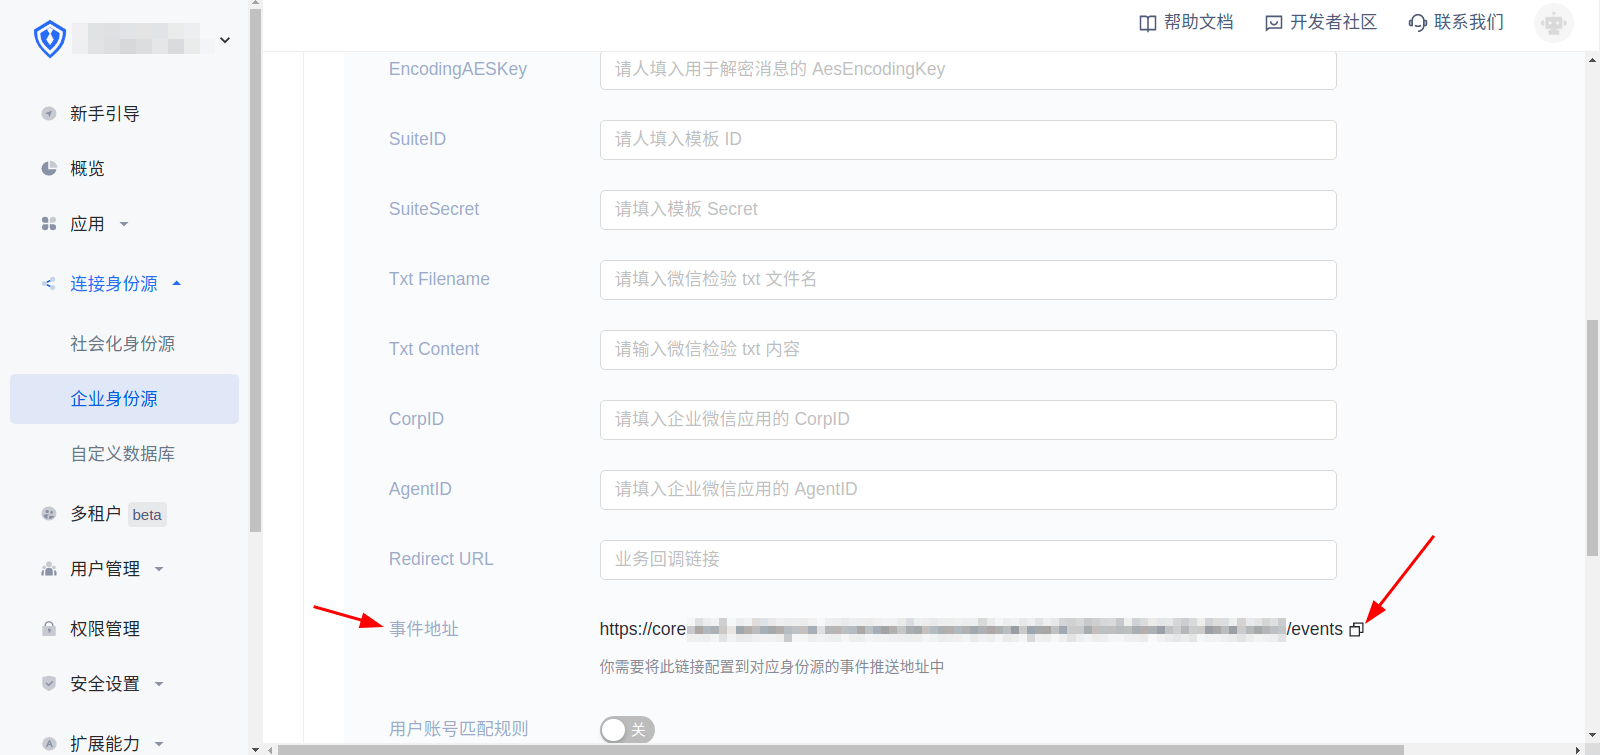 帮助文档
开发者社区
联系我们
新手引导
概览
应用
连接身份源
社会化身份源
企业身份源
自定义数据库
多租户 beta
用户管理
权限管理
安全设置
扩展能力
EncodingAESKey
请人填入用于解密消息的 AesEncodingKey
SuiteID
请人填入模板 ID
SuiteSecret
请填入模板 Secret
Txt Filename
请填入微信检验 txt 文件名
Txt Content
请输入微信检验 txt 内容
CorpID
请填入企业微信应用的 CorpID
AgentID
请填入企业微信应用的 AgentID
Redirect URL
业务回调链接
事件地址
https://core
/events
你需要将此链接配置到对应身份源的事件推送地址中
用户账号匹配规则
关